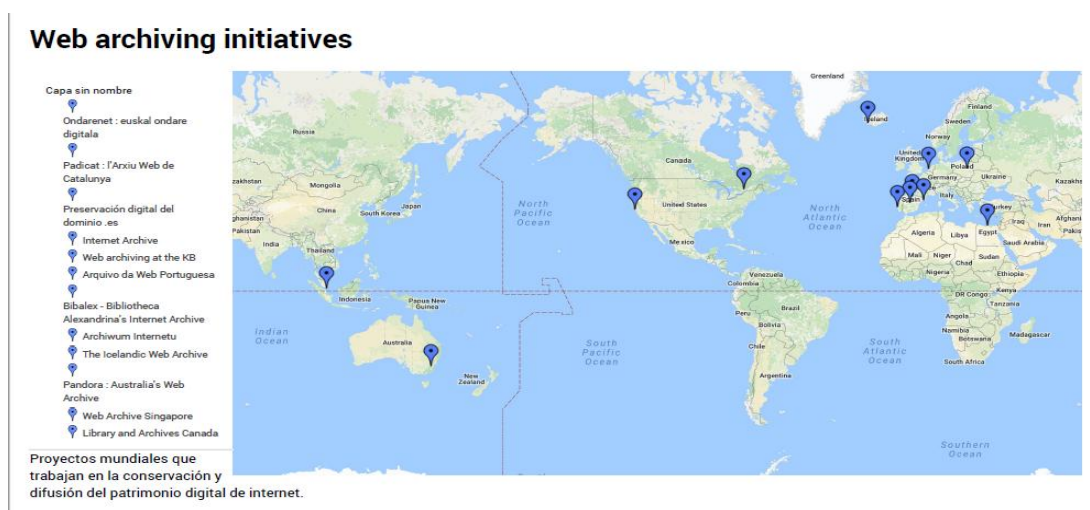 Web archiving initiatives
Capa sin nombre
Ondarenet : euskal ondare
digitala
Padicat : l'Arxiu Web de
Catalunya
Preservación digital del
dominio .es
Internet Archive
Web archiving at the KB
Arquivo da Web Portuguesa
Bibalex - Bibliotheca
Alexandrina's Internet Archive
Archiwum Internetu
The Icelandic Web Archive
Pandora : Australia's Web
Archive
Web Archive Singapore
Library and Archives Canada
Proyectos mundiales que
trabajan en la conservación y
difusión del patrimonio digital de internet.
Greenland
Iceland
Finland
Sweden
Norway
Russia
United
Kingdom
Canada
Poland
Germany
Ukraine
Kazakhs
zakhstan
Mongolia
Italy
Spain
Turkey
North
Pacific
Ocean
United States
North
Atlantic
Ocean
China
South Korea
Japan
ghanistan
Pakistan
Iraq
Afghani
Pakistan
Algeria
Libya
Egypt
Saudi Arabia
India
Mexico
Mali
Niger
Chad
Sudan
Thailand
Nigeria
Ethiopia
Venezuela
Colombia
Kenya
DR Congo
Tanzania
Indonesia
Papua New
Guinea
Peru
Brazil
Angola
Bolivia
Namibia
Botswana
Madagascar
Indian
Ocean
Australia
South
Pacific
Ocean
Chile
South
Atlantic
Ocean
South Africa
New
Zealand
Argentina
Southern
Ocean